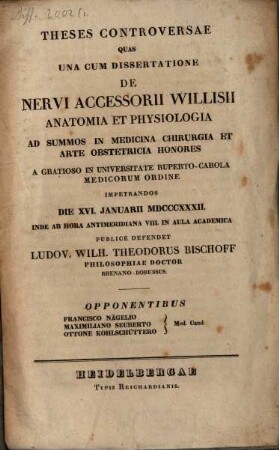 Diff. 2002 f.
THESES CONTROVERSAE
QUAS
UNA CUM DISSERTATIONE
DE
NERVI ACCESSORII WILLISII
ANATOMIA ET PHYSIOLOGIA
AD SUMMOS IN MEDICINA CHIRURGIA ET
ARTE OBSTETRICIA HONORES
A GRATIOSO IN UNIVERSITATE RUPERTO-CAROLA
MEDICORUM ORDINE
IMPETRANDOS
DIE XVI. JANUARII MDCCCXXXII.
INDE AB HORA ANTIMERIDIANA VIII. IN AULA ACADEMICA
PUBLICE DEFENDET
LUDOV. WILH. THEODORUS BISCHOFF
PHILOSOPHIAE DOCTOR
RHENANO-BORUSSUS.
OPPONENTIBUS
FRANCISCO NÄGELIO
MAXIMILIANO SEUBERTO } Med. Cand
OTTONE KOHLSCHÜTTERO
HEIDELBERGAE
TYPIS REICHARDIANIS.